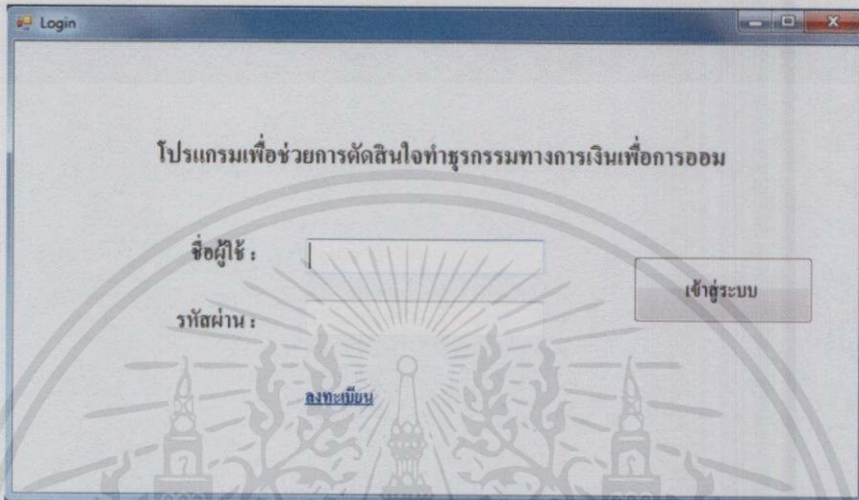 Login
โปรแกรมเพื่อช่วยการตัดสินใจทำธุรกรรมทางการเงินเพื่อการออม
ชื่อผู้ใช้ :
เข้าสู่ระบบ
รหัสผ่าน :
ลงทะเบียน